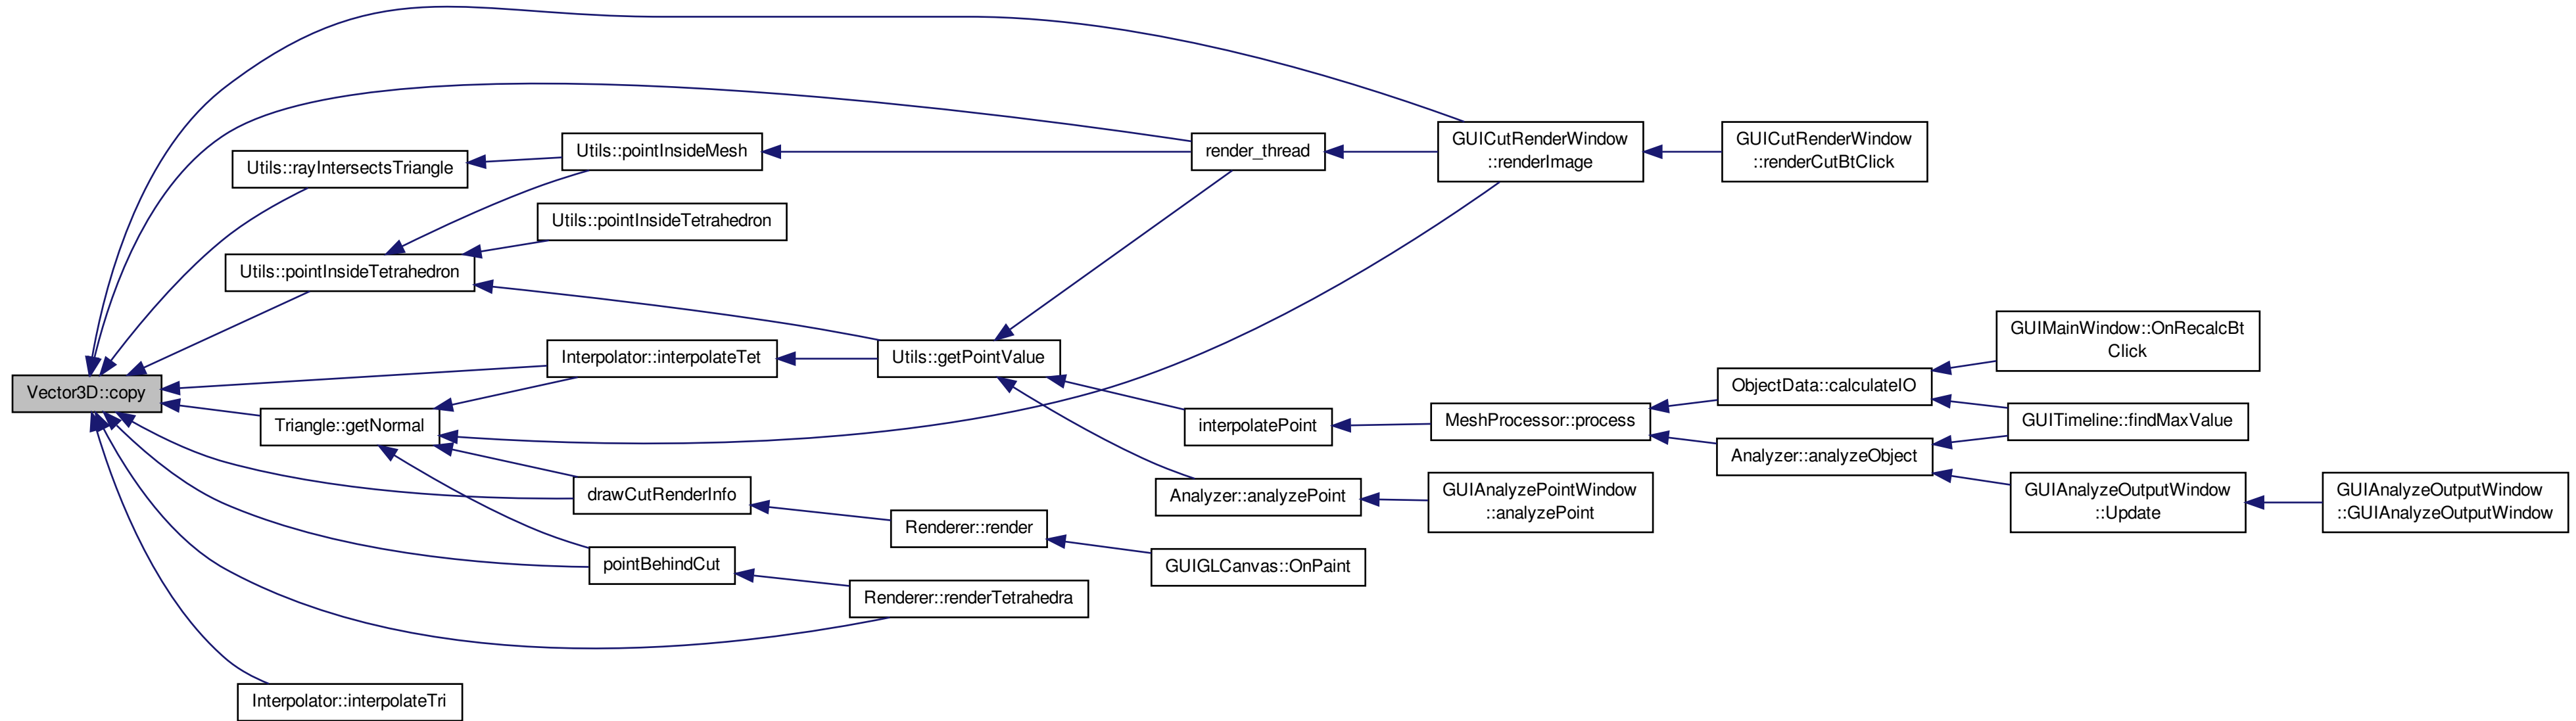 Vector3D::copy
Utils::rayIntersectsTriangle
Utils::pointInsideMesh
Utils::pointInsideTetrahedron
Utils::pointInsideTetrahedron
render_thread
GUICutRenderWindow
::renderImage
GUICutRenderWindow
::renderCutBtClick
Interpolator::interpolateTet
Utils::getPointValue
Triangle::getNormal
interpolatePoint
MeshProcessor::process
ObjectData::calculateIO
GUIMainWindow::OnRecalcBt
Click
GUITimeline::findMaxValue
Analyzer::analyzeObject
drawCutRenderInfo
Analyzer::analyzePoint
GUIAnalyzePointWindow
::analyzePoint
GUIAnalyzeOutputWindow
::Update
GUIAnalyzeOutputWindow
::GUIAnalyzeOutputWindow
Renderer::render
pointBehindCut
GUIGLCanvas::OnPaint
Renderer::renderTetrahedra
Interpolator::interpolateTri